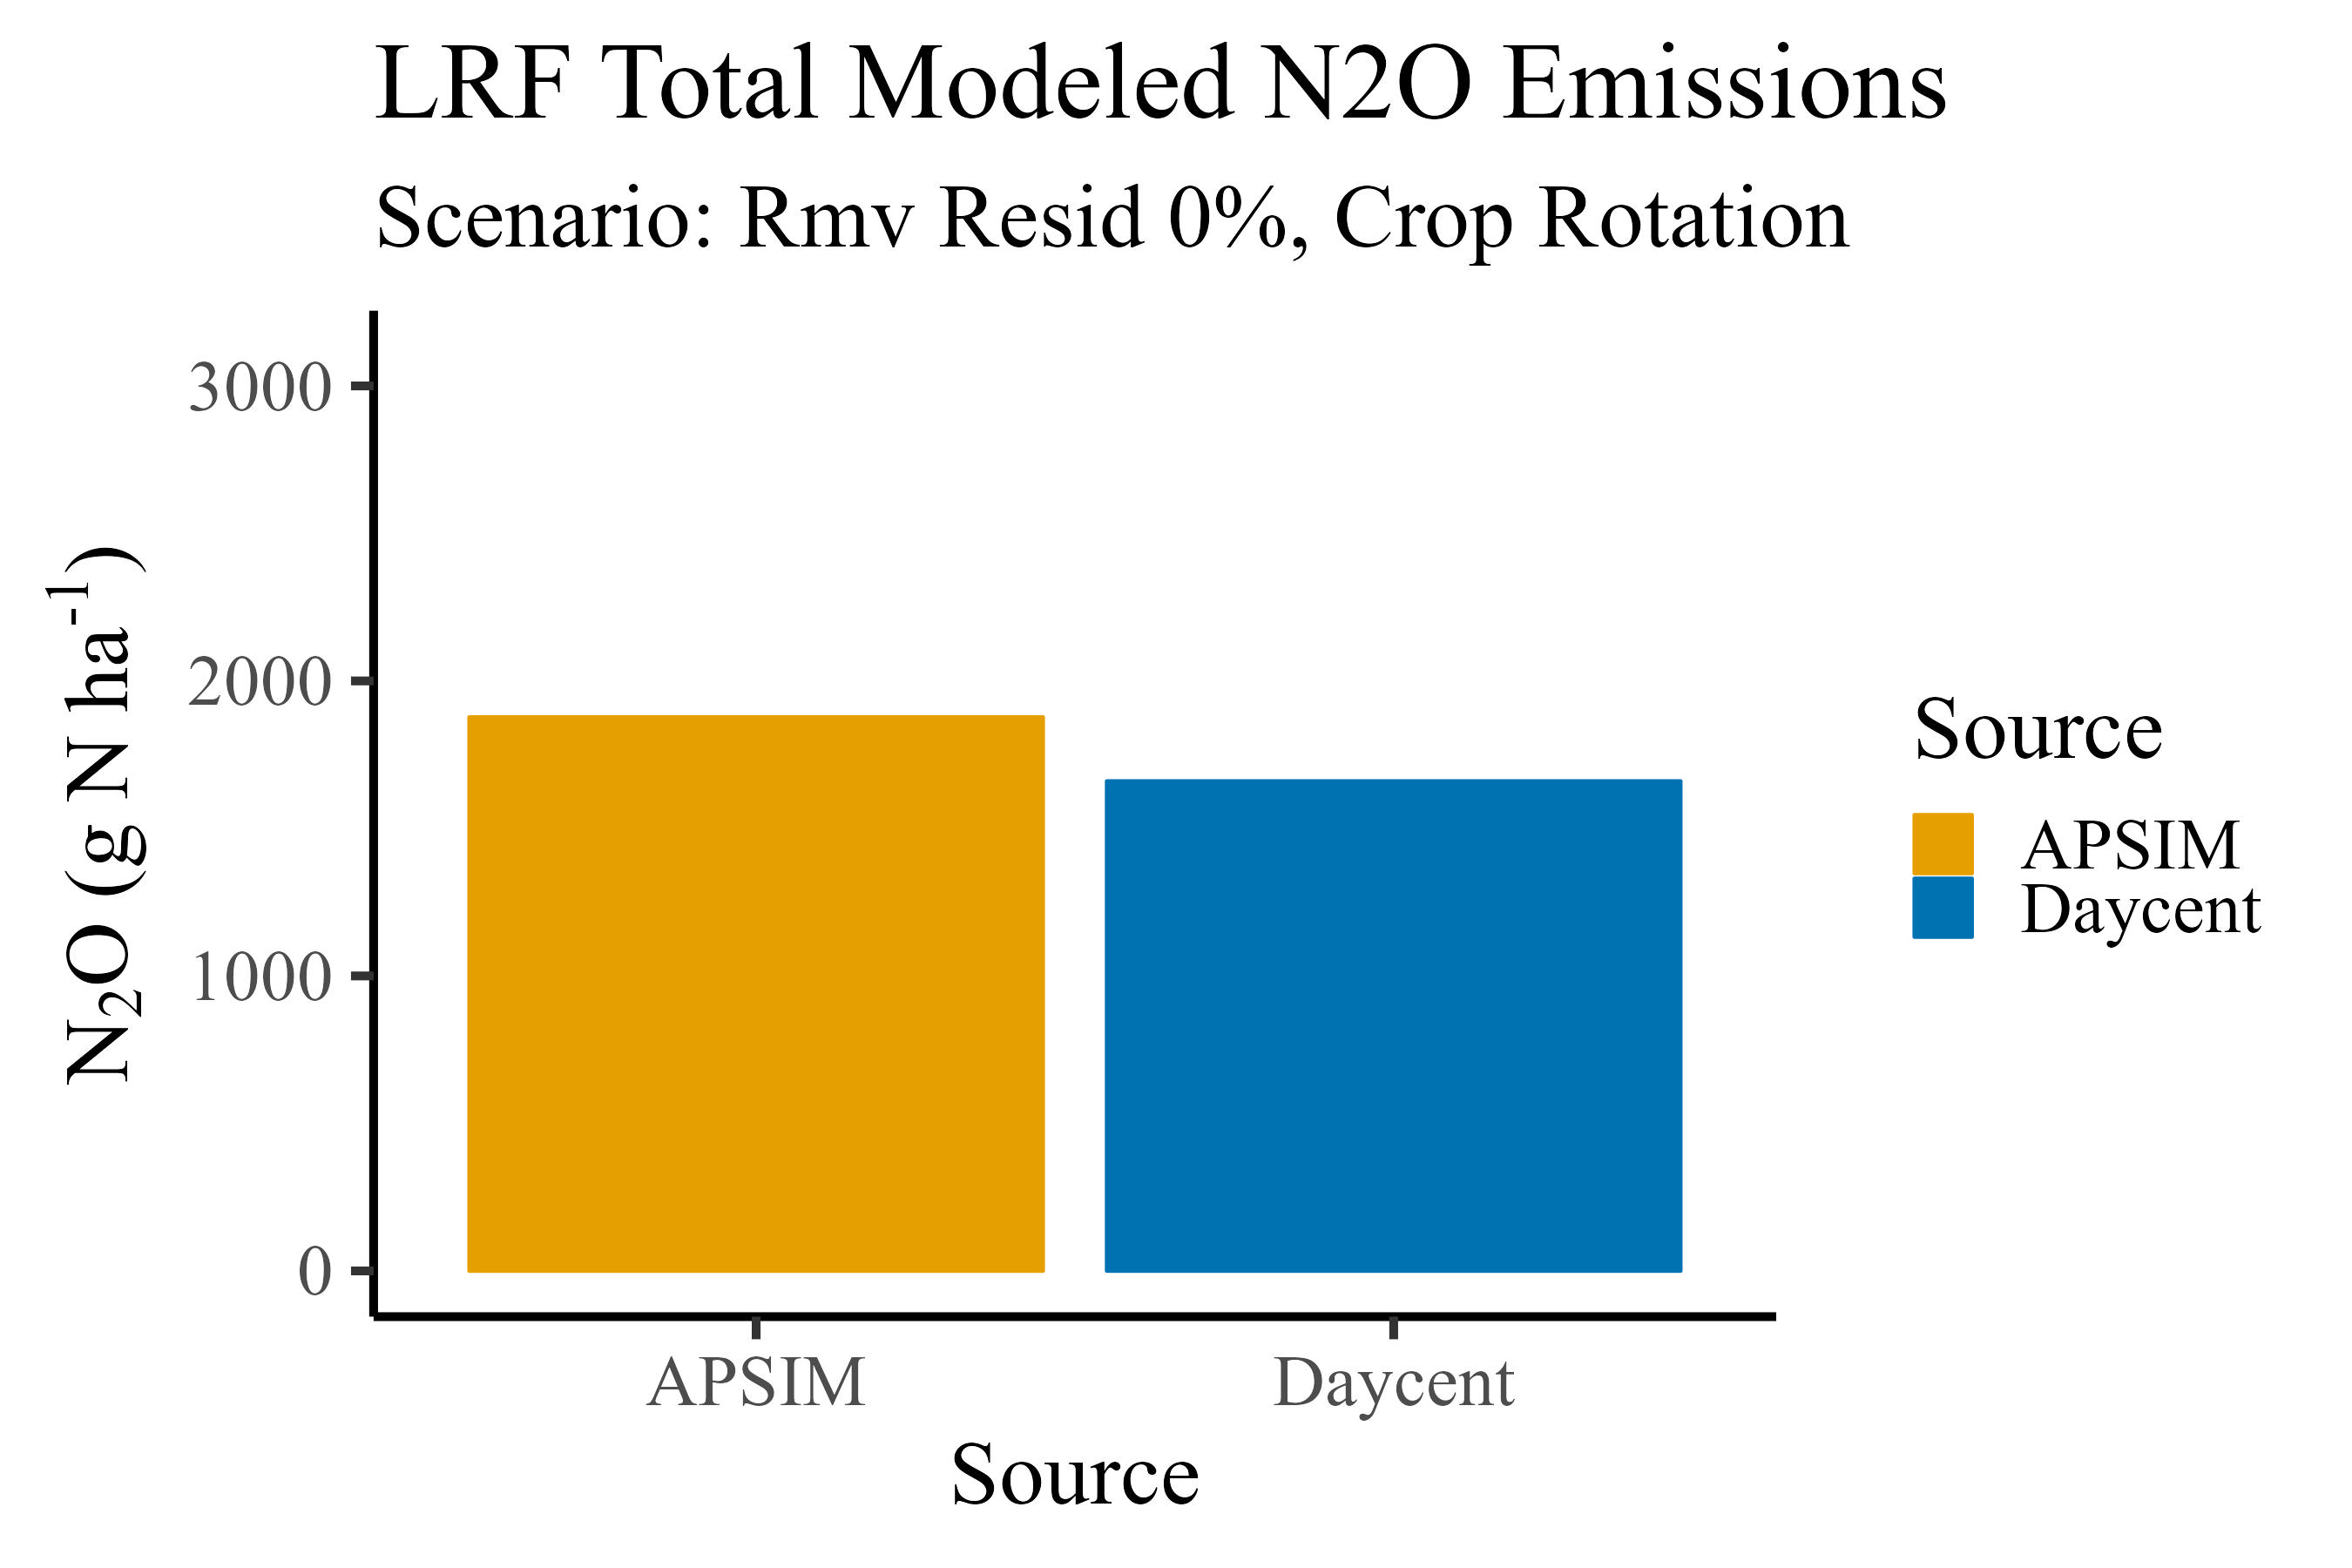 LRF Total Modeled N2O Emissions
Scenario: Rmv Resid 0%, Crop Rotation
3000
2000
1000
0
N₂O (g N ha⁻¹)
APSIM
Daycent
Source
Source
APSIM
Daycent